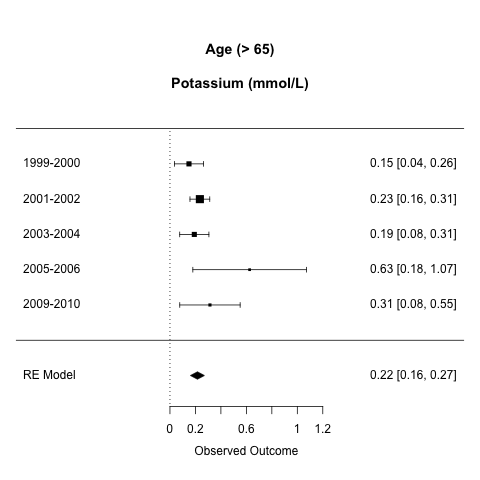 Age (> 65)
Potassium (mmol/L)
1999-2000 0.15 [0.04, 0.26]
2001-2002 0.23 [0.16, 0.31]
2003-2004 0.19 [0.08, 0.31]
2005-2006 0.63 [0.18, 1.07]
2009-2010 0.31 [0.08, 0.55]
RE Model 0.22 [0.16, 0.27]
0 0.2 0.6 1 1.2
Observed Outcome